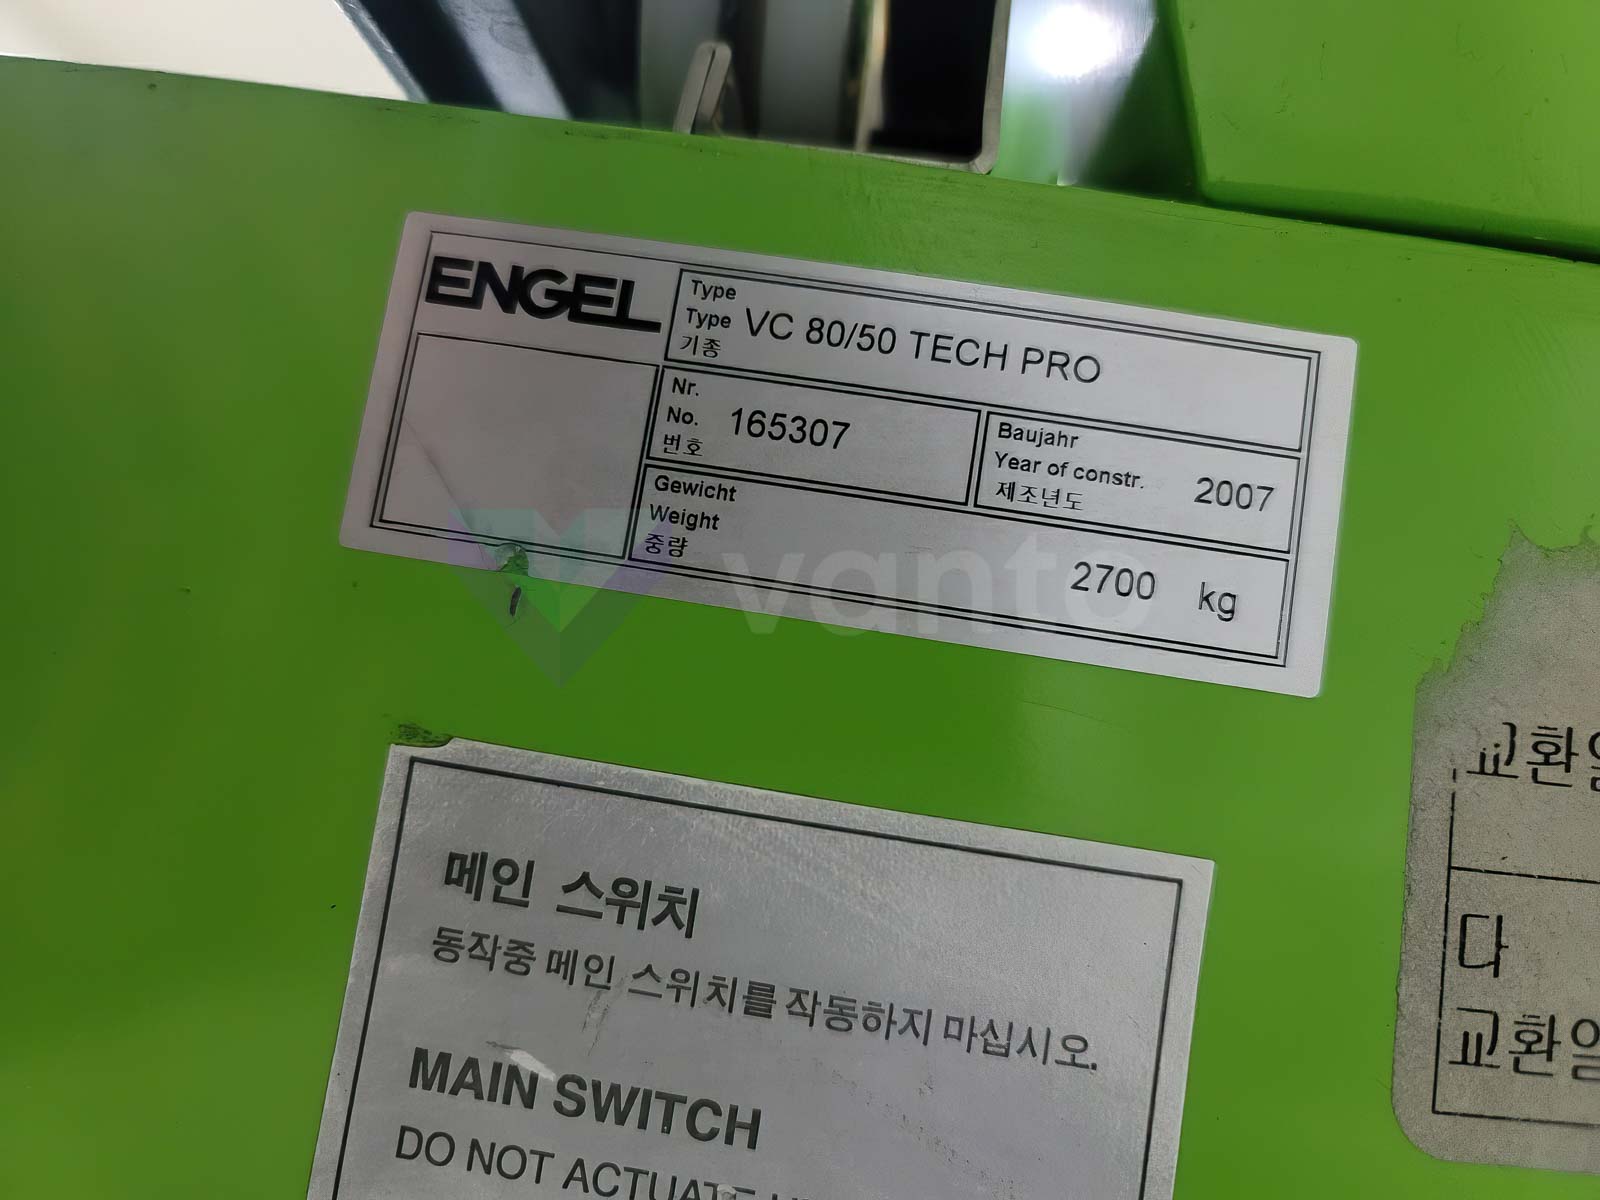 ENGEL
Type
Type
기종
VC 80/50 TECH PRO
Nr.
No.
번호
165307
Baujahr
Year of constr.
제조년도
2007
Gewicht
Weight
중량
2700 kg
vanto
메인 스위치
동작중 메인 스위치를 작동하지 마십시오.
MAIN SWITCH
DO NOT ACTUATE
교환일
다
교환일